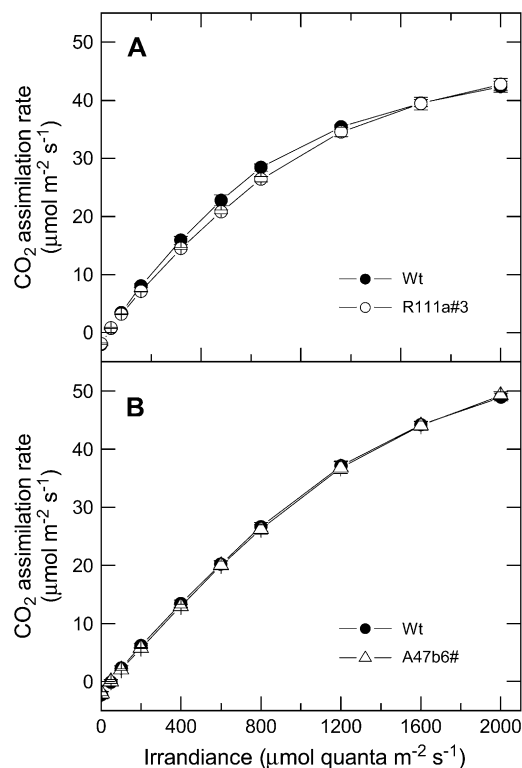 A
50
40
30
20
10
0
CO2 assimilation rate
(μmol m-2 s-1)
Wt
R111a#3
B
50
40
30
20
10
0
CO2 assimilation rate
(μmol m-2 s-1)
Wt
A47b6#
0 400 800 1200 1600 2000
Irrandiance (μmol quanta m-2 s-1)